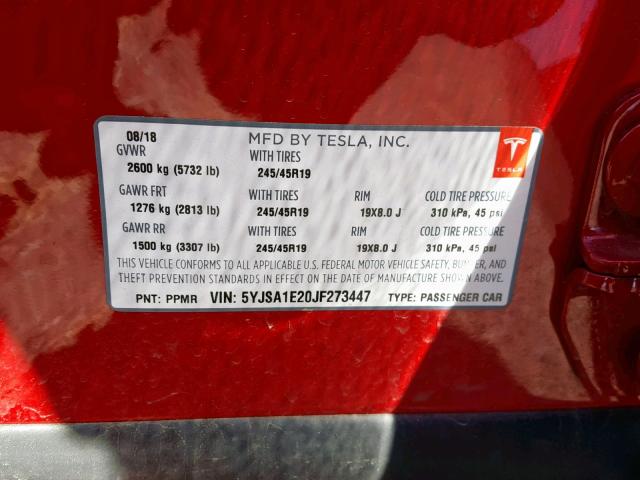 08/18 MFD BY TESLA, INC.
GVWR WITH TIRES
2600 kg (5732 lb) 245/45R19
TESLA
GAWR FRT WITH TIRES RIM COLD TIRE PRESSURE
1276 kg (2813 lb) 245/45R19 19X8.0 J 310 kPa, 45 psi
GAWR RR WITH TIRES RIM COLD TIRE PRESSURE
1500 kg (3307 lb) 245/45R19 19X8.0 J 310 kPa, 45 psi
THIS VEHICLE CONFORMS TO ALL APPLICABLE U.S. FEDERAL MOTOR VEHICLE SAFETY, BUMPER, AND
THEFT PREVENTION STANDARDS IN EFFECT ON THE DATE OF MANUFACTURE SHOWN ABOVE.
PNT: PPMR VIN: 5YJSA1E20JF273447 TYPE: PASSENGER CAR